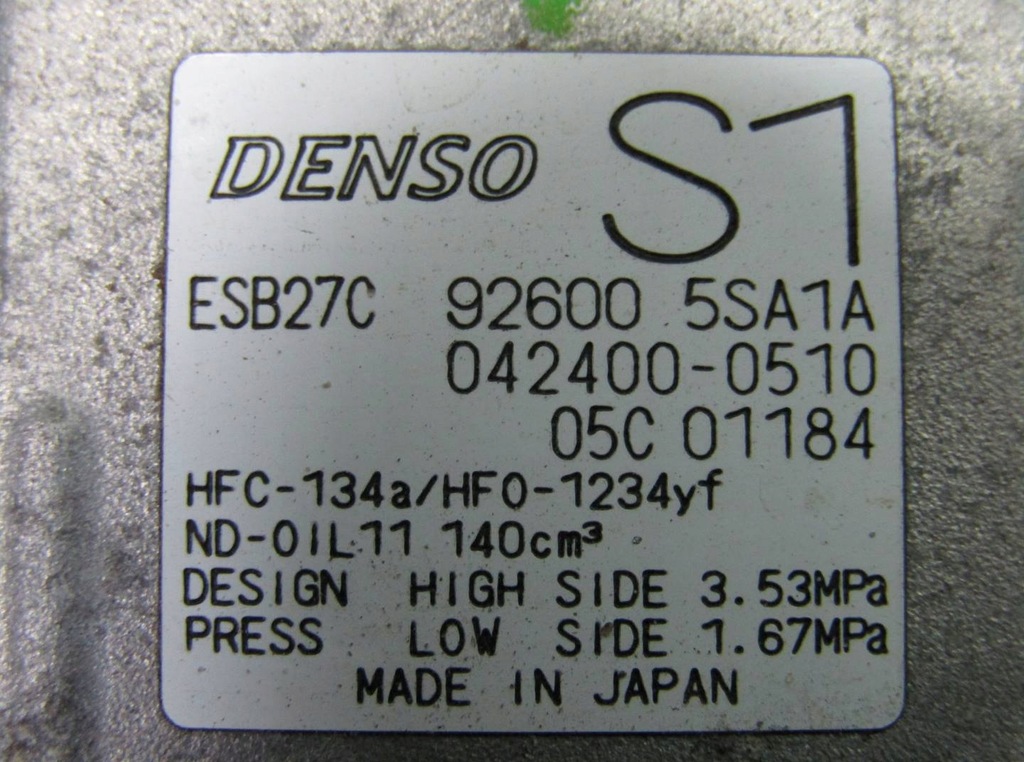 DENSO S1
ESB27C 92600 5SA1A
042400-0510
05C 01184
HFC-134a/HFO-1234yf
ND-OIL11 140cm³
DESIGN HIGH SIDE 3.53MPa
PRESS LOW SIDE 1.67MPa
MADE IN JAPAN